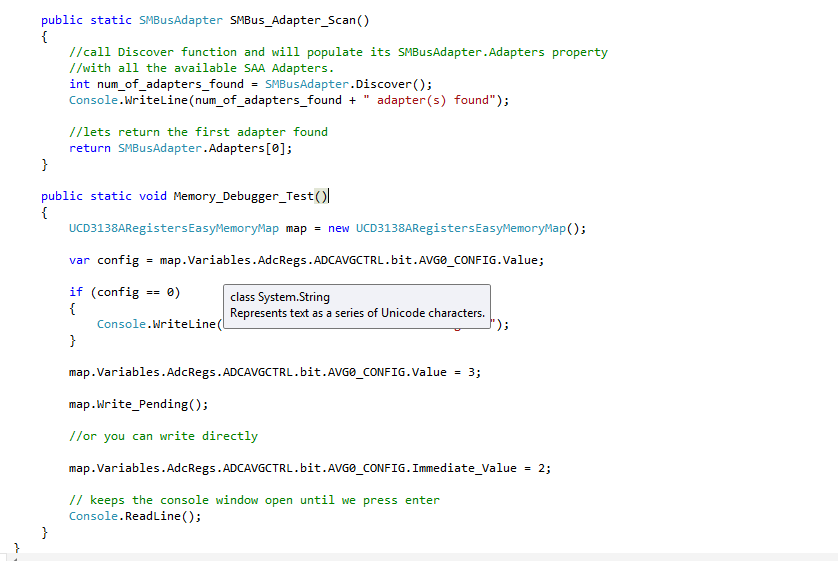 public static SMBusAdapter SMBus_Adapter_Scan()
{
//call Discover function and will populate its SMBusAdapter.Adapters property
//with all the available SAA Adapters.
int num_of_adapters_found = SMBusAdapter.Discover();
Console.WriteLine(num_of_adapters_found + " adapter(s) found");
//lets return the first adapter found
return SMBusAdapter.Adapters[0];
}
public static void Memory_Debugger_Test()
{
UCD3138ARegistersEasyMemoryMap map = new UCD3138ARegistersEasyMemoryMap();
var config = map.Variables.AdcRegs.ADCAVGCTRL.bit.AVG0_CONFIG.Value;
if (config == 0)
class System.String
{
Represents text as a series of Unicode characters.
Console.WriteLine( ");
}
map.Variables.AdcRegs.ADCAVGCTRL.bit.AVG0_CONFIG.Value = 3;
map.Write_Pending();
//or you can write directly
map.Variables.AdcRegs.ADCAVGCTRL.bit.AVG0_CONFIG.Immediate_Value = 2;
// keeps the console window open until we press enter
Console.ReadLine();
}
}